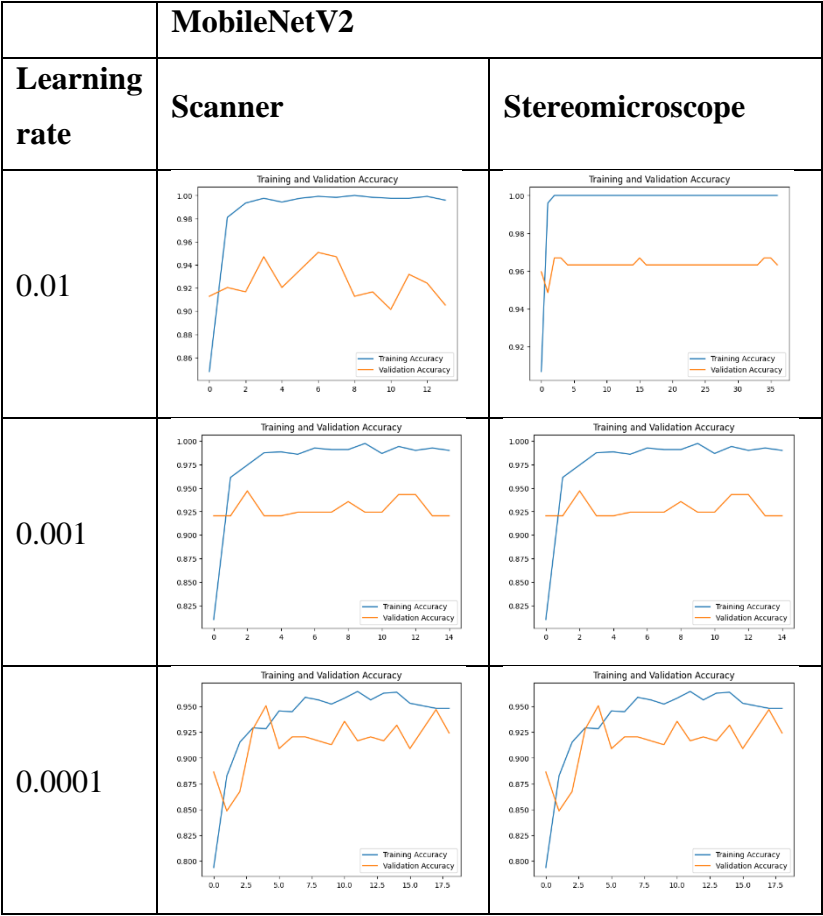 MobileNetV2
Learning rate
Scanner
Stereomicroscope
0.01
Training and Validation Accuracy
1.00
0.98
0.96
0.94
0.92
0.90
0.88
0.86
0 2 4 6 8 10 12
Training Accuracy
Validation Accuracy
Training and Validation Accuracy
1.00
0.98
0.96
0.94
0.92
0 5 10 15 20 25 30 35
Training Accuracy
Validation Accuracy
0.001
Training and Validation Accuracy
1.000
0.975
0.950
0.925
0.900
0.875
0.850
0.825
0 2 4 6 8 10 12 14
Training Accuracy
Validation Accuracy
Training and Validation Accuracy
1.000
0.975
0.950
0.925
0.900
0.875
0.850
0.825
0 2 4 6 8 10 12 14
Training Accuracy
Validation Accuracy
0.0001
Training and Validation Accuracy
0.950
0.925
0.900
0.875
0.850
0.825
0.800
0.0 2.5 5.0 7.5 10.0 12.5 15.0 17.5
Training Accuracy
Validation Accuracy
Training and Validation Accuracy
0.950
0.925
0.900
0.875
0.850
0.825
0.800
0.0 2.5 5.0 7.5 10.0 12.5 15.0 17.5
Training Accuracy
Validation Accuracy